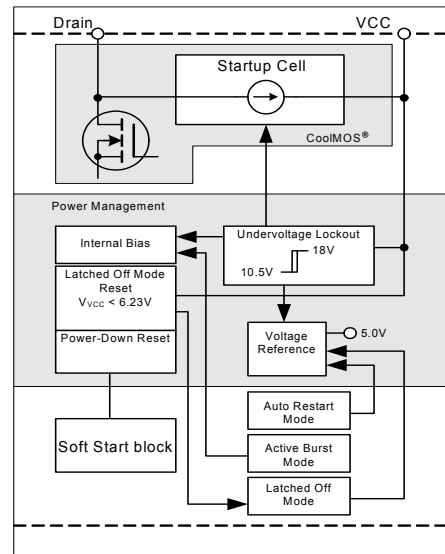 Drain
VCC
Startup Cell
CoolMOS®
Power Management
Internal Bias
Undervoltage Lockout
18V
10.5V
Latched Off Mode
Reset
VVCC < 6.23V
Power-Down Reset
Voltage
Reference
5.0V
Auto Restart
Mode
Soft Start block
Active Burst
Mode
Latched Off
Mode